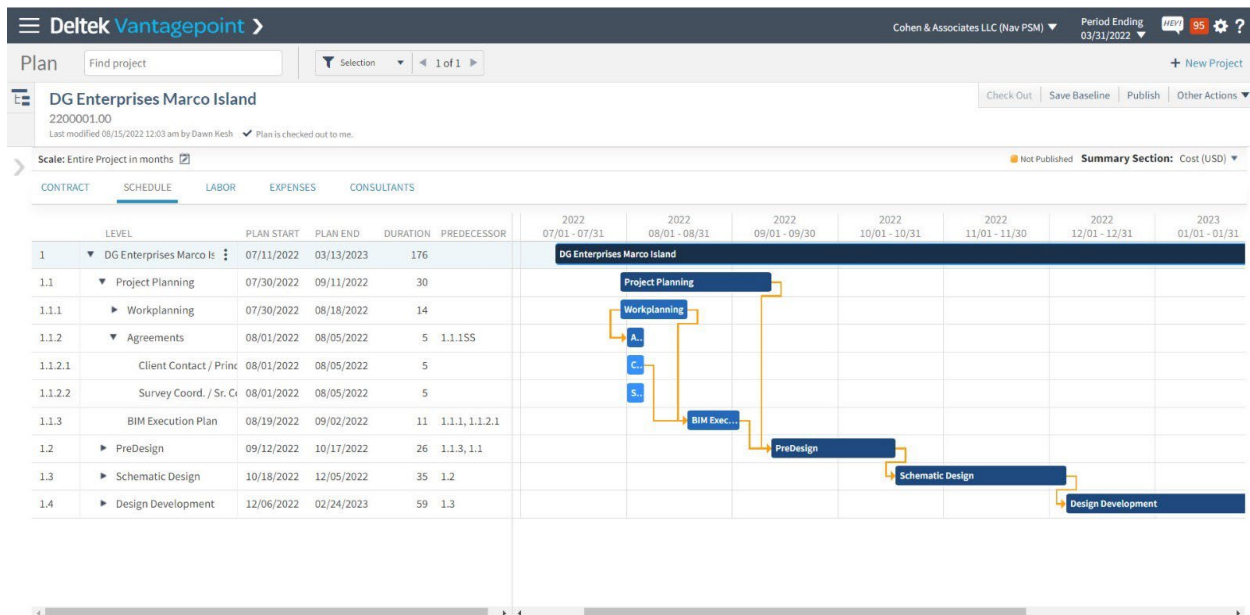 Deltek Vantagepoint
Cohen & Associates LLC (Nav PSM)
Period Ending
03/31/2022
HEY!
95
?
Plan
Find project
Selection
1 of 1
+ New Project
DG Enterprises Marco Island
2200001.00
Last modified 08/15/2022 12:03 am by Dawn Kesh ✔ Plan is checked out to me.
Check Out Save Baseline Publish Other Actions
Scale: Entire Project in months
Not Published Summary Section: Cost (USD)
CONTRACT SCHEDULE LABOR EXPENSES CONSULTANTS
LEVEL PLAN START PLAN END DURATION PREDECESSOR
2022 2022 2022 2022 2022 2022 2023
07/01 - 07/31 08/01 - 08/31 09/01 - 09/30 10/01 - 10/31 11/01 - 11/30 12/01 - 12/31 01/01 - 01/31
1 DG Enterprises Marco Is 07/11/2022 03/13/2023 176 DG Enterprises Marco Island
1.1 Project Planning 07/30/2022 09/11/2022 30 Project Planning
1.1.1 Workplanning 07/30/2022 08/18/2022 14 Workplanning
1.1.2 Agreements 08/01/2022 08/05/2022 5 1.1.1SS A..
1.1.2.1 Client Contact / Princ 08/01/2022 08/05/2022 5 C..
1.1.2.2 Survey Coord. / Sr. Co 08/01/2022 08/05/2022 5 S..
1.1.3 BIM Execution Plan 08/19/2022 09/02/2022 11 1.1.1, 1.1.2.1 BIM Exec...
1.2 PreDesign 09/12/2022 10/17/2022 26 1.1.3, 1.1 PreDesign
1.3 Schematic Design 10/18/2022 12/05/2022 35 1.2 Schematic Design
1.4 Design Development 12/06/2022 02/24/2023 59 1.3 Design Development